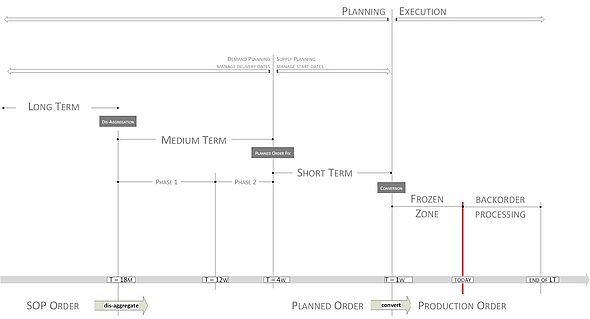 PLANNING EXECUTION
DEMAND PLANNING SUPPLY PLANNING
MANAGE DELIVERY DATES MANAGE START DATES
LONG TERM
DIS-AGGREGATION
MEDIUM TERM
PLANNED ORDER FIX
SHORT TERM
PHASE 1 PHASE 2
CONVERSION
FROZEN BACKORDER
ZONE PROCESSING
T – 18M T – 12W T – 4W T – 1W TODAY END OF LT
SOP ORDER dis-aggregate PLANNED ORDER convert PRODUCTION ORDER